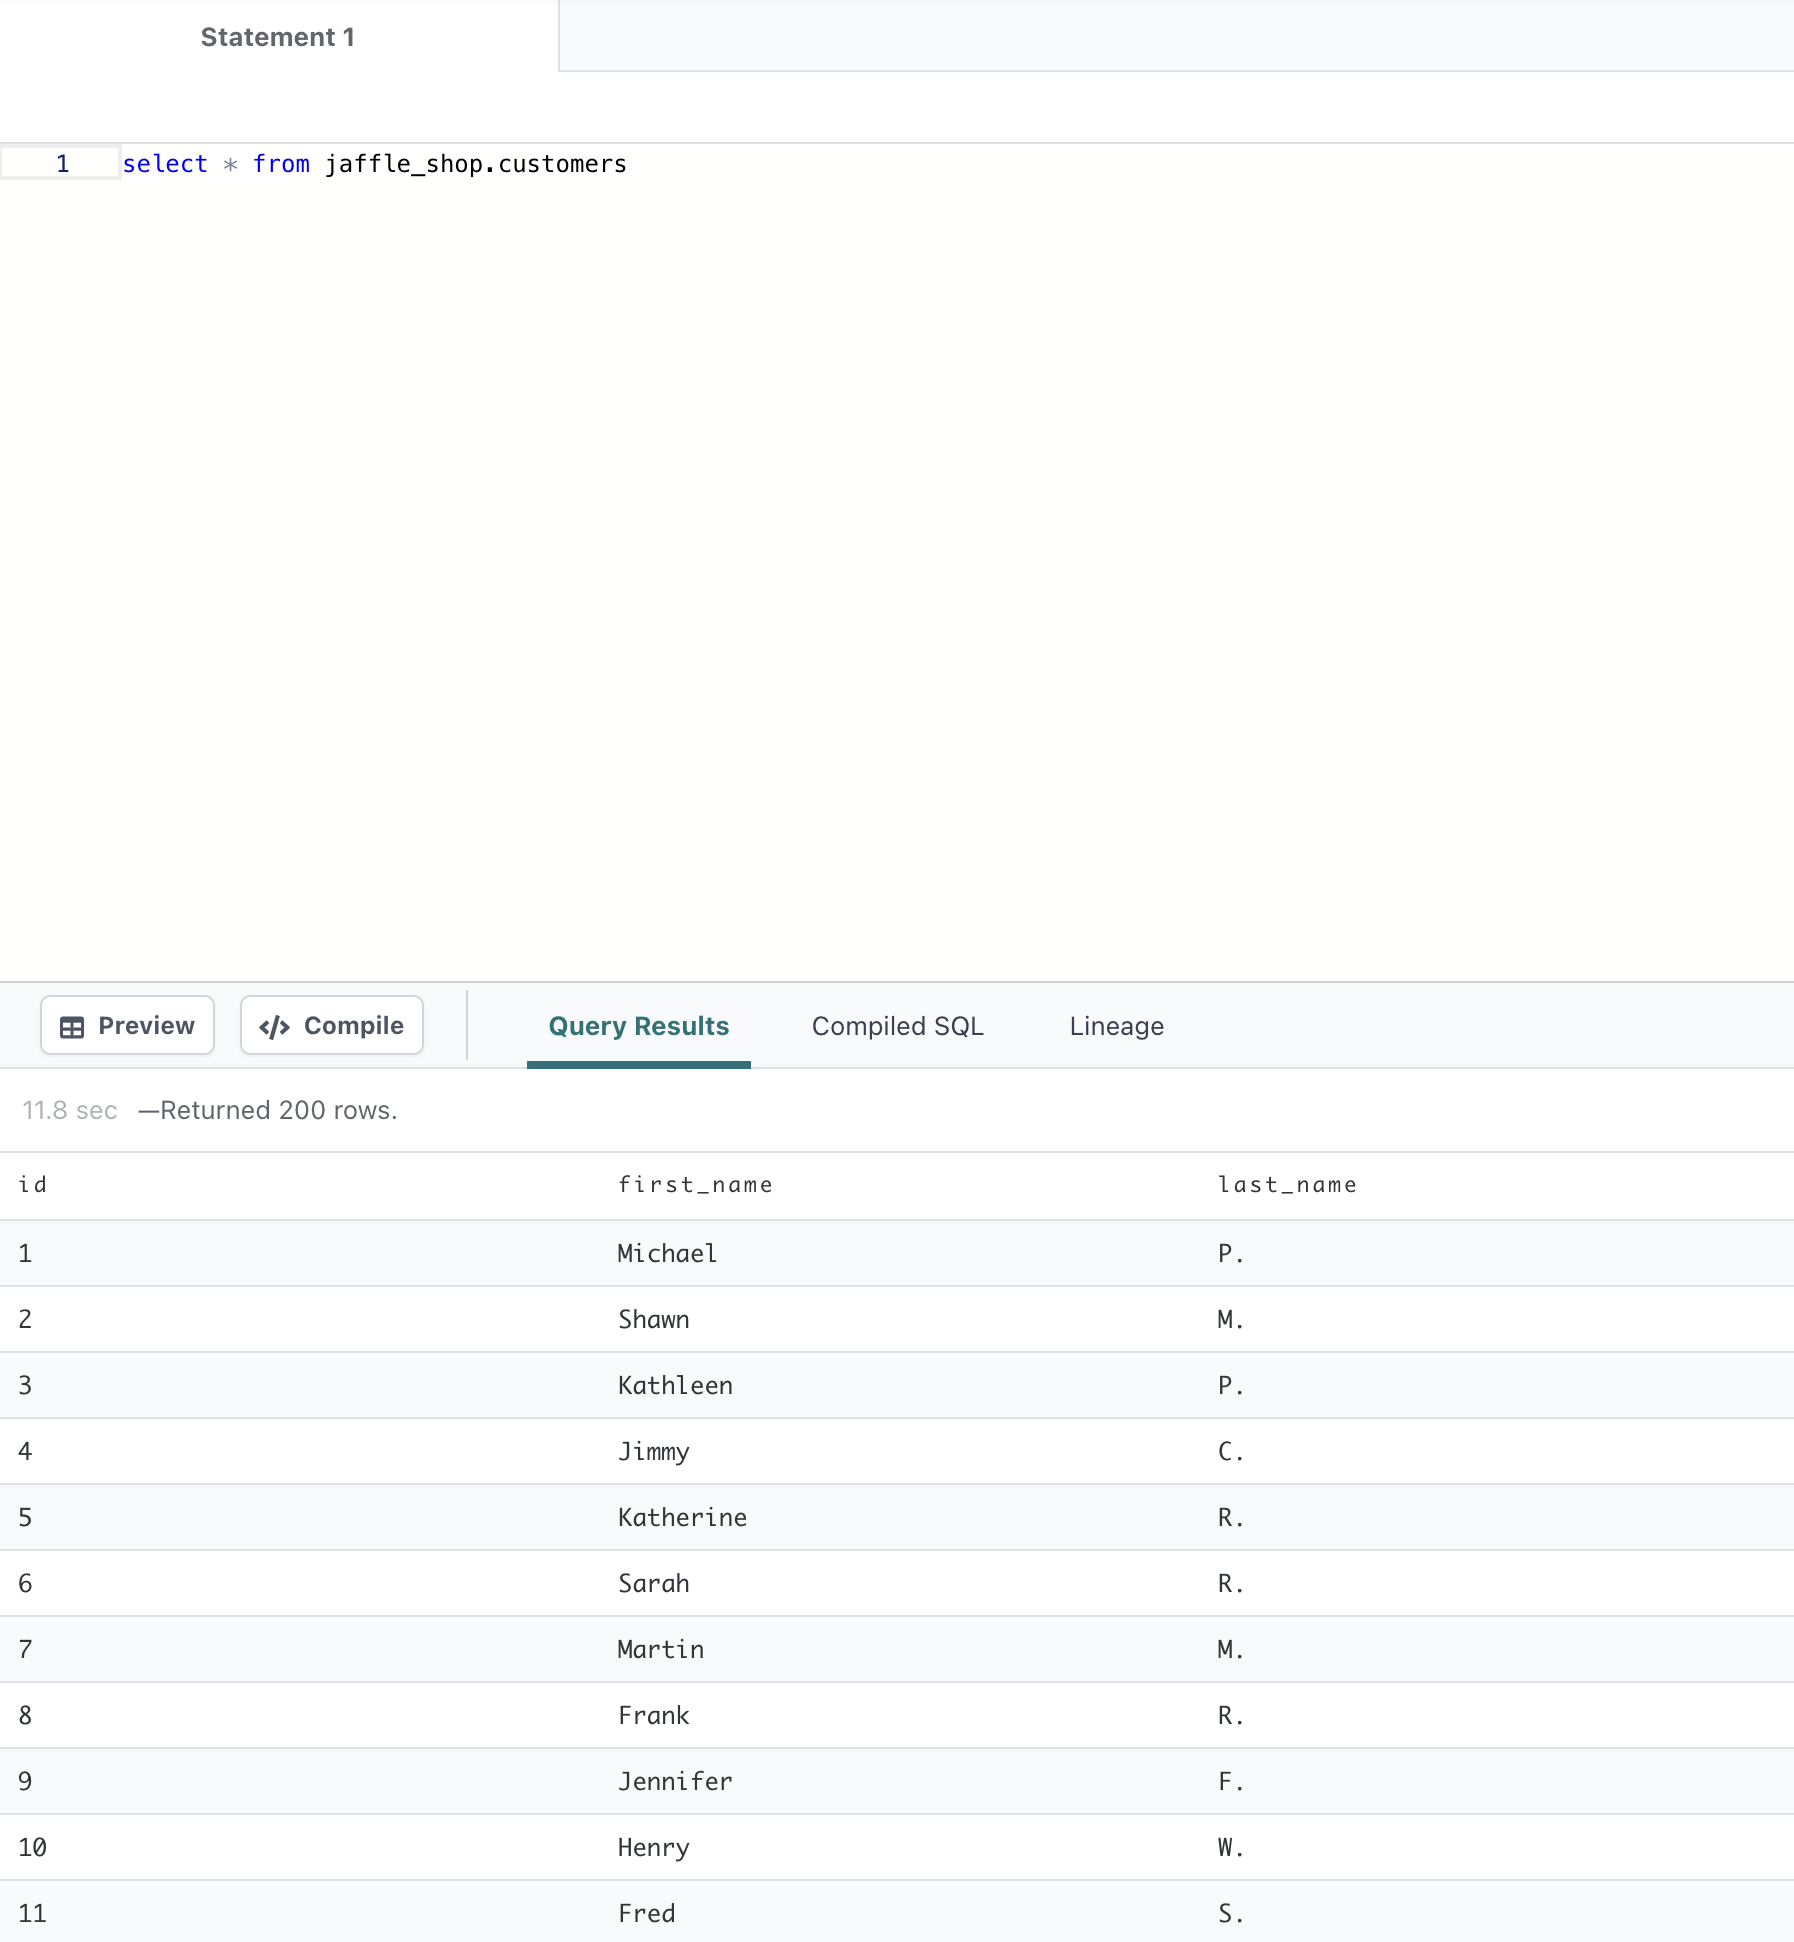 Statement 1
1 select * from jaffle_shop.customers
Preview </> Compile Query Results Compiled SQL Lineage
11.8 sec —Returned 200 rows.
id first_name last_name
1 Michael P.
2 Shawn M.
3 Kathleen P.
4 Jimmy C.
5 Katherine R.
6 Sarah R.
7 Martin M.
8 Frank R.
9 Jennifer F.
10 Henry W.
11 Fred S.